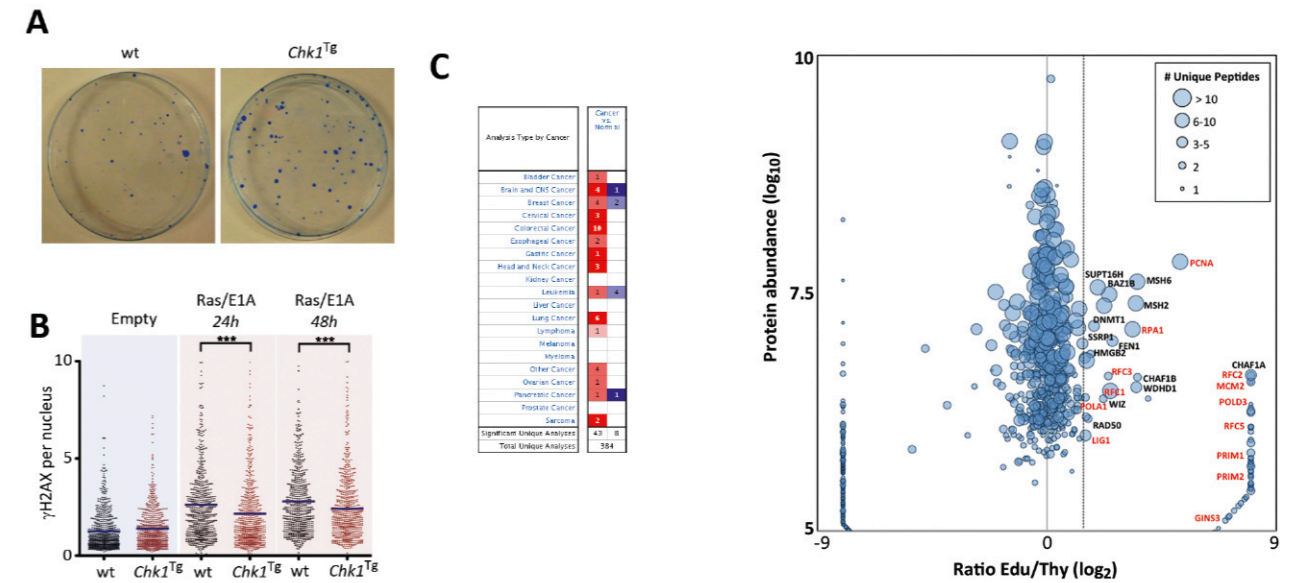 A
wt
Chk1Tg
B
Empty
Ras/E1A
24h
Ras/E1A
48h
***
***
γH2AX per nucleus
10
5
0
wt
Chk1Tg
wt
Chk1Tg
wt
Chk1Tg
C
Analysis Type by Cancer
Cancer
vs.
Normal
Bladder Cancer 1
Brain and CNS Cancer 4 1
Breast Cancer 4 2
Cervical Cancer 3
Colorectal Cancer 10
Esophageal Cancer 2
Gastric Cancer 1
Head and Neck Cancer 3
Kidney Cancer
Leukemia 1 4
Liver Cancer
Lung Cancer 6
Lymphoma 1
Melanoma
Myeloma
Other Cancer 4
Ovarian Cancer 1
Pancreatic Cancer 1 1
Prostate Cancer
Sarcoma 2
Significant Unique Analyses 43 8
Total Unique Analyses 384
Protein abundance (log10)
10
7.5
5
# Unique Peptides
> 10
6-10
3-5
2
1
PCNA
SUPT16H
BAZ1B
MSH6
MSH2
DNMT1
RPA1
SSRP1
FEN1
HMGB2
RFC3
CHAF1B
RFC1
WDHD1
POLA1
WIZ
RAD50
LIG1
CHAF1A
RFC2
MCM2
POLD3
RFC5
PRIM1
PRIM2
GINS3
-9
0
9
Ratio Edu/Thy (log2)